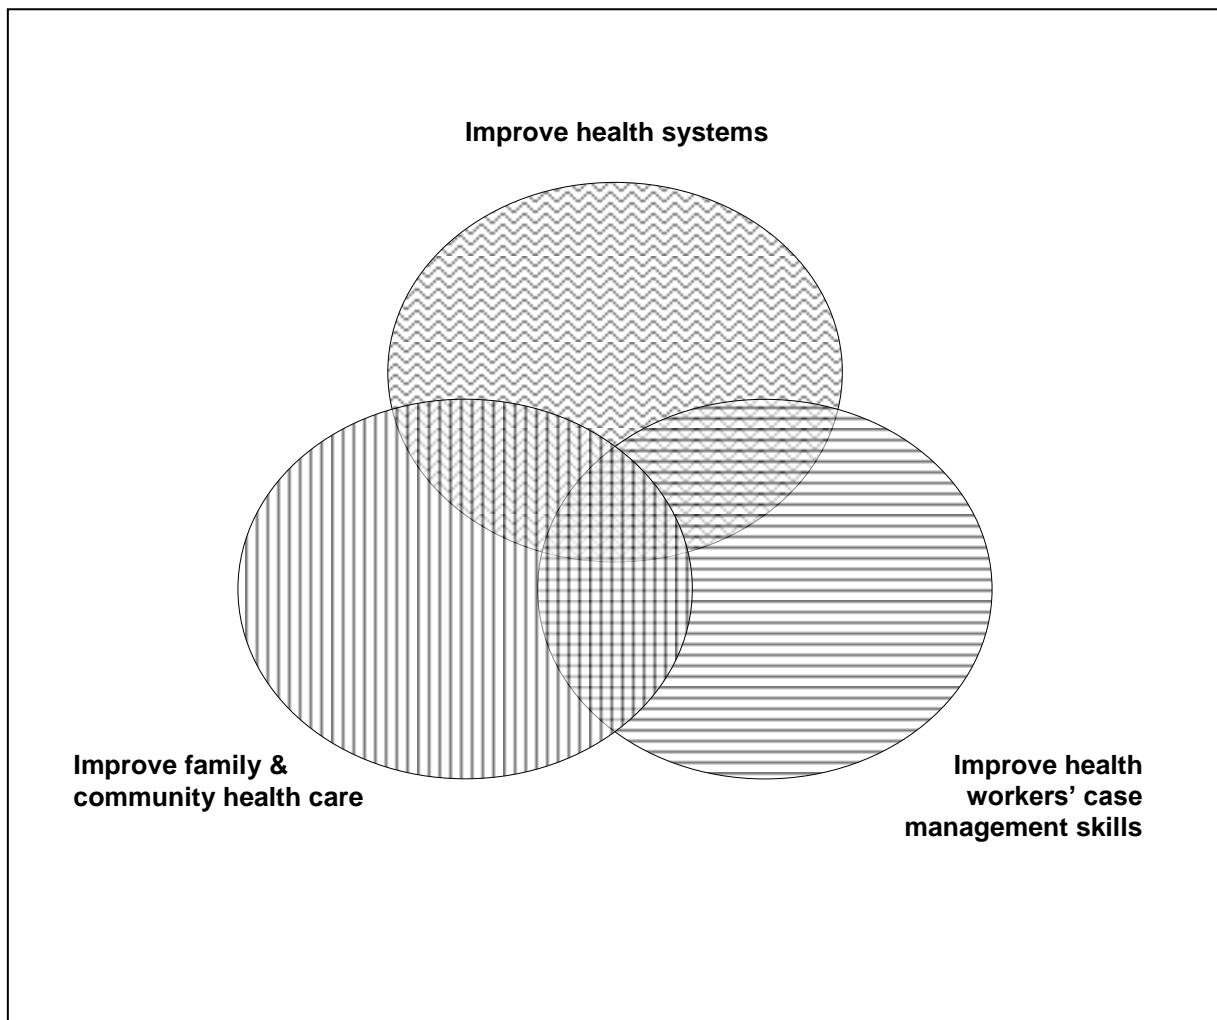 Improve health systems
Improve family &
community health care
Improve health
workers’ case
management skills